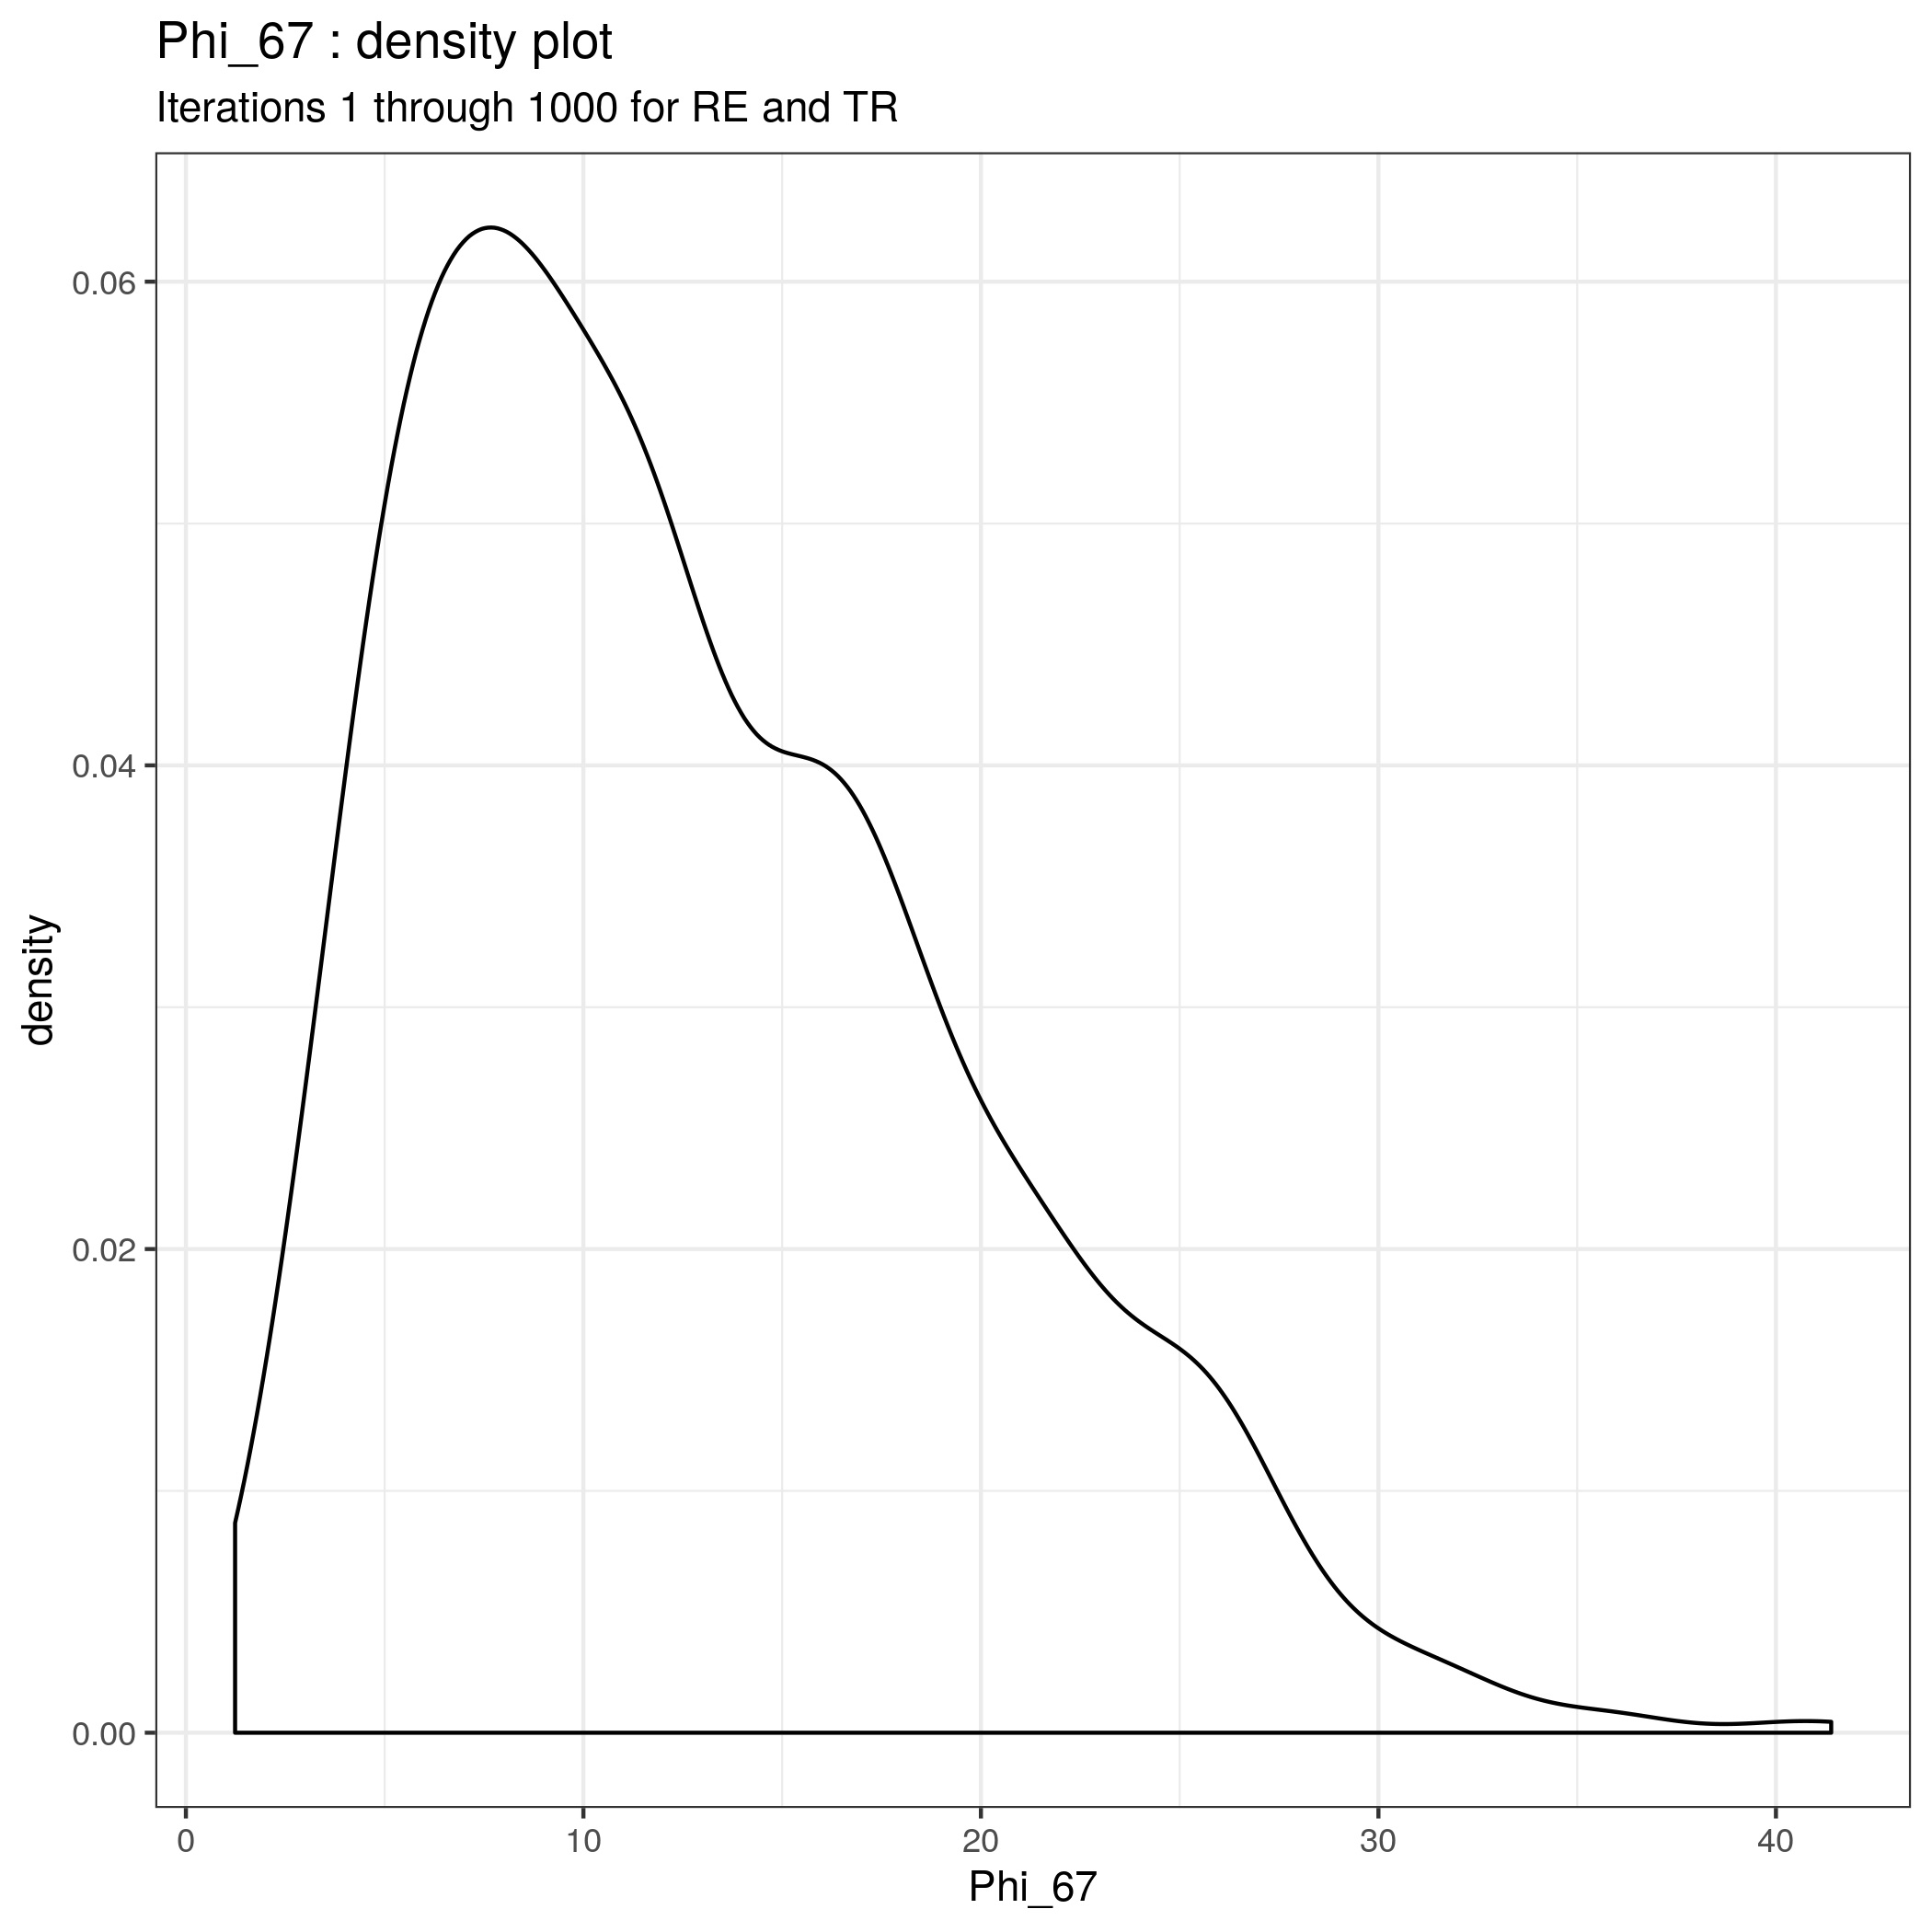 Phi_67 : density plot
Iterations 1 through 1000 for RE and TR
density
0.06
0.04
0.02
0.00
0
10
20
30
40
Phi_67